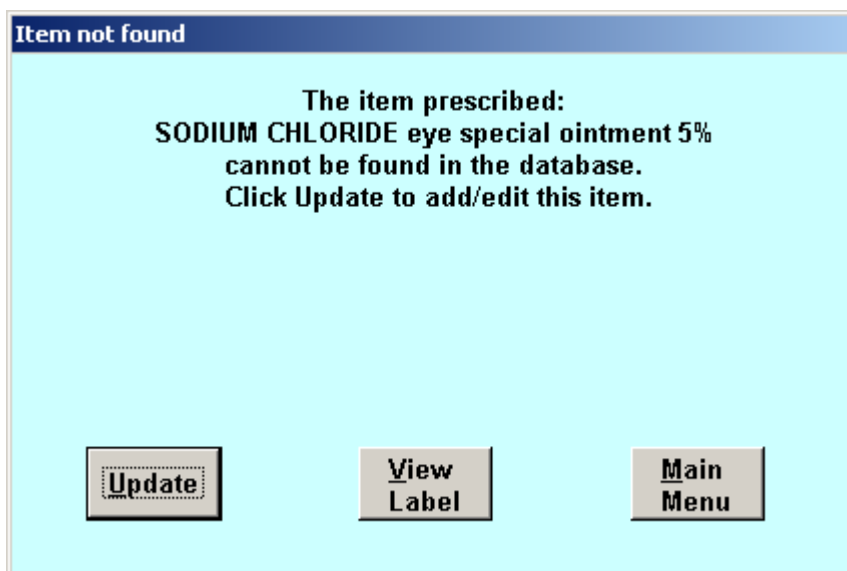 Item not found
The item prescribed:
SODIUM CHLORIDE eye special ointment 5%
cannot be found in the database.
Click Update to add/edit this item.
Update
View
Label
Main
Menu